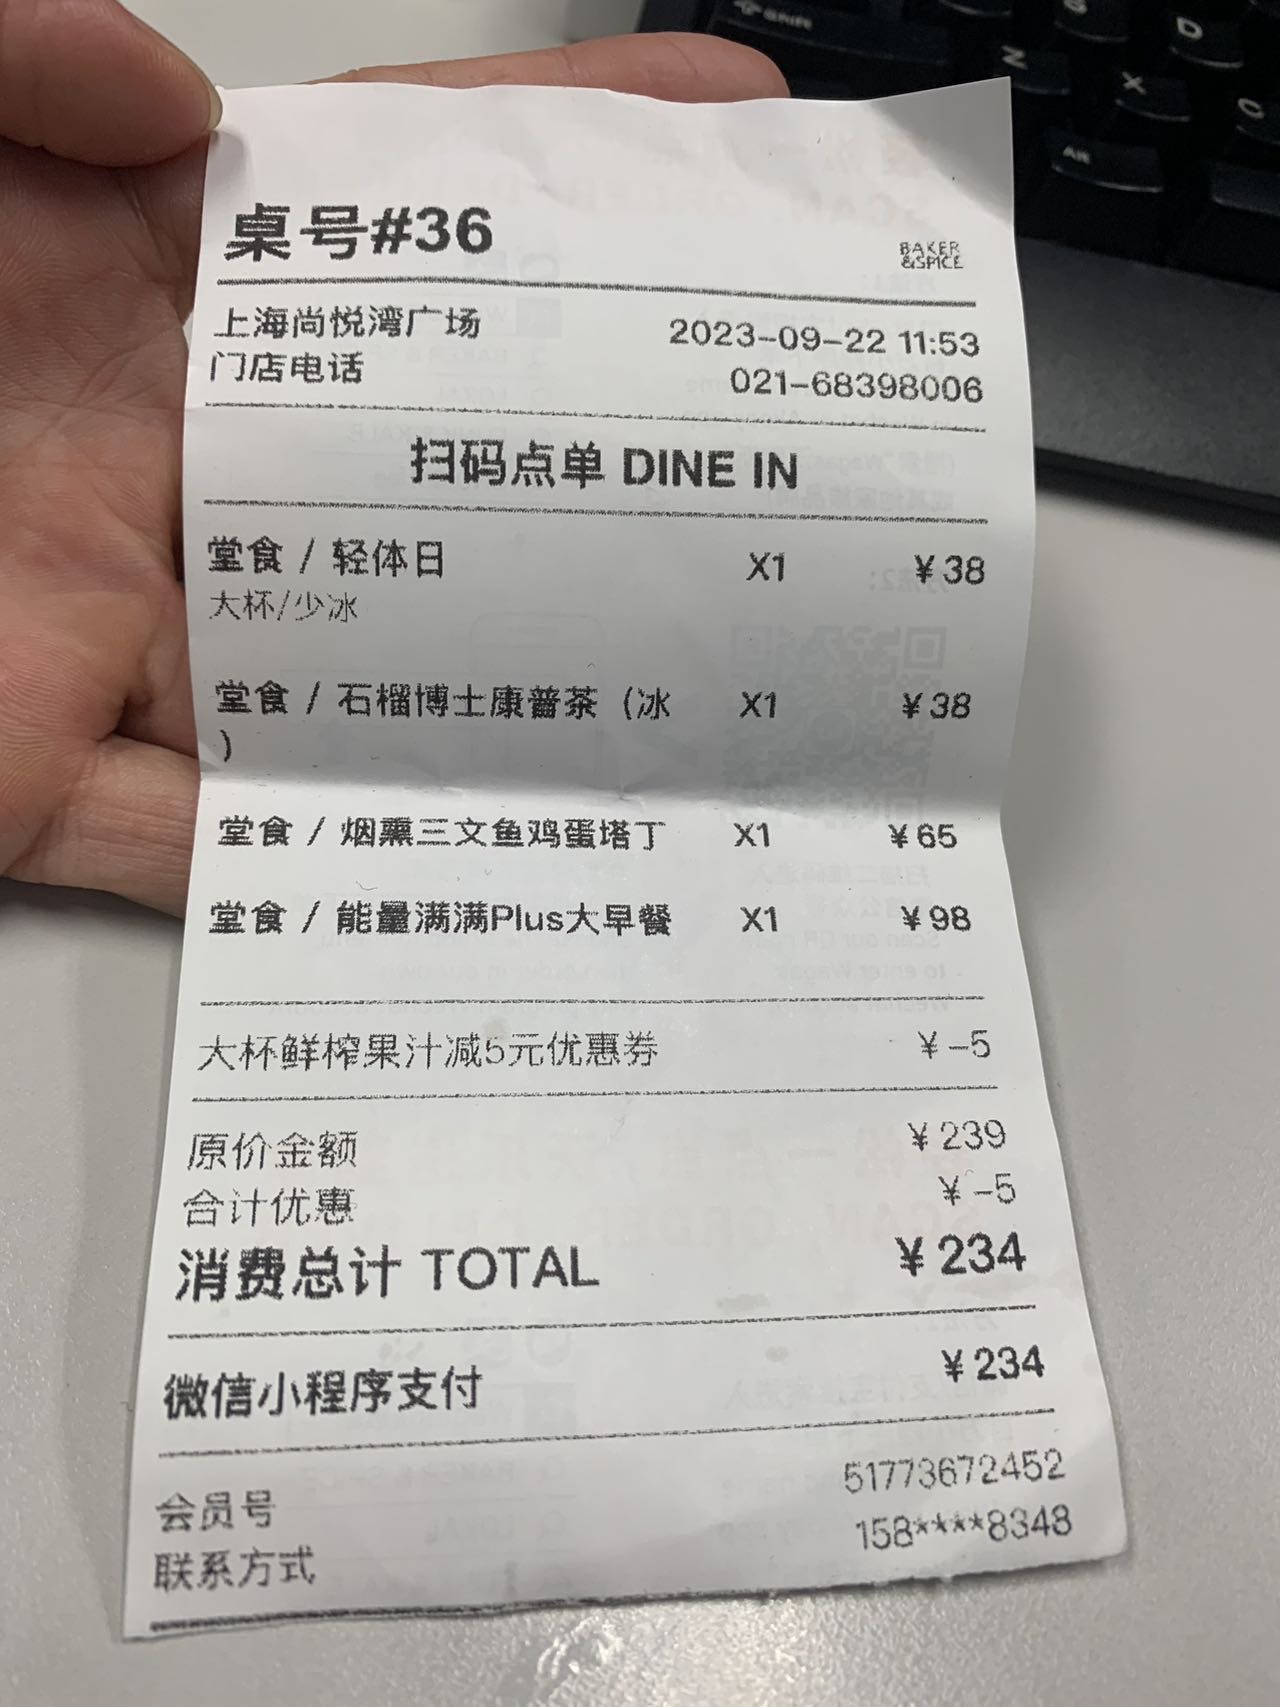 桌号#36
BAKER
&SPICE
上海尚悦湾广场 2023-09-22 11:53
门店电话 021-68398006
扫码点单 DINE IN
堂食 / 轻体日 X1 ￥38
大杯/少冰
堂食 / 石榴博士康普茶（冰 X1 ￥38
）
堂食 / 烟熏三文鱼鸡蛋塔丁 X1 ￥65
堂食 / 能量满满Plus大早餐 X1 ￥98
大杯鲜榨果汁减5元优惠券 ￥-5
原价金额 ￥239
合计优惠 ￥-5
消费总计 TOTAL ￥234
微信小程序支付 ￥234
会员号 51773672452
联系方式 158****8348